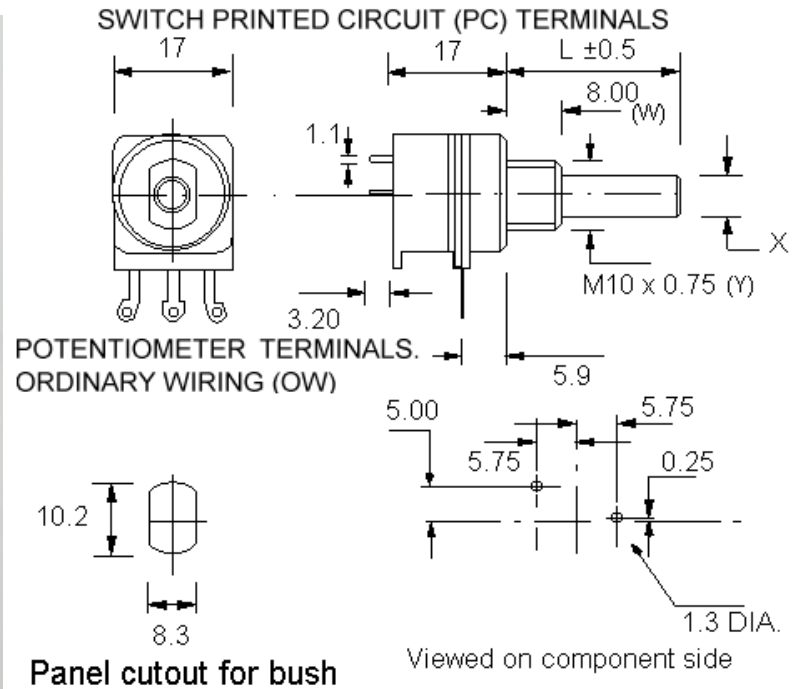 SWITCH PRINTED CIRCUIT (PC) TERMINALS
17
17
L ±0.5
8.00
(W)
1.1
X
M10 x 0.75 (Y)
3.20
POTENTIOMETER TERMINALS.
ORDINARY WIRING (OW)
5.9
5.00
5.75
5.75
0.25
10.2
8.3
1.3 DIA.
Panel cutout for bush
Viewed on component side